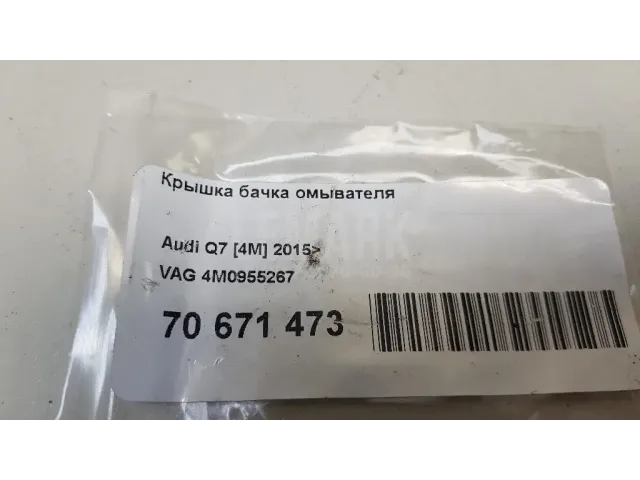 Крышка бачка омывателя
Audi Q7 [4M] 2015>
VAG 4M0955267
70 671 473